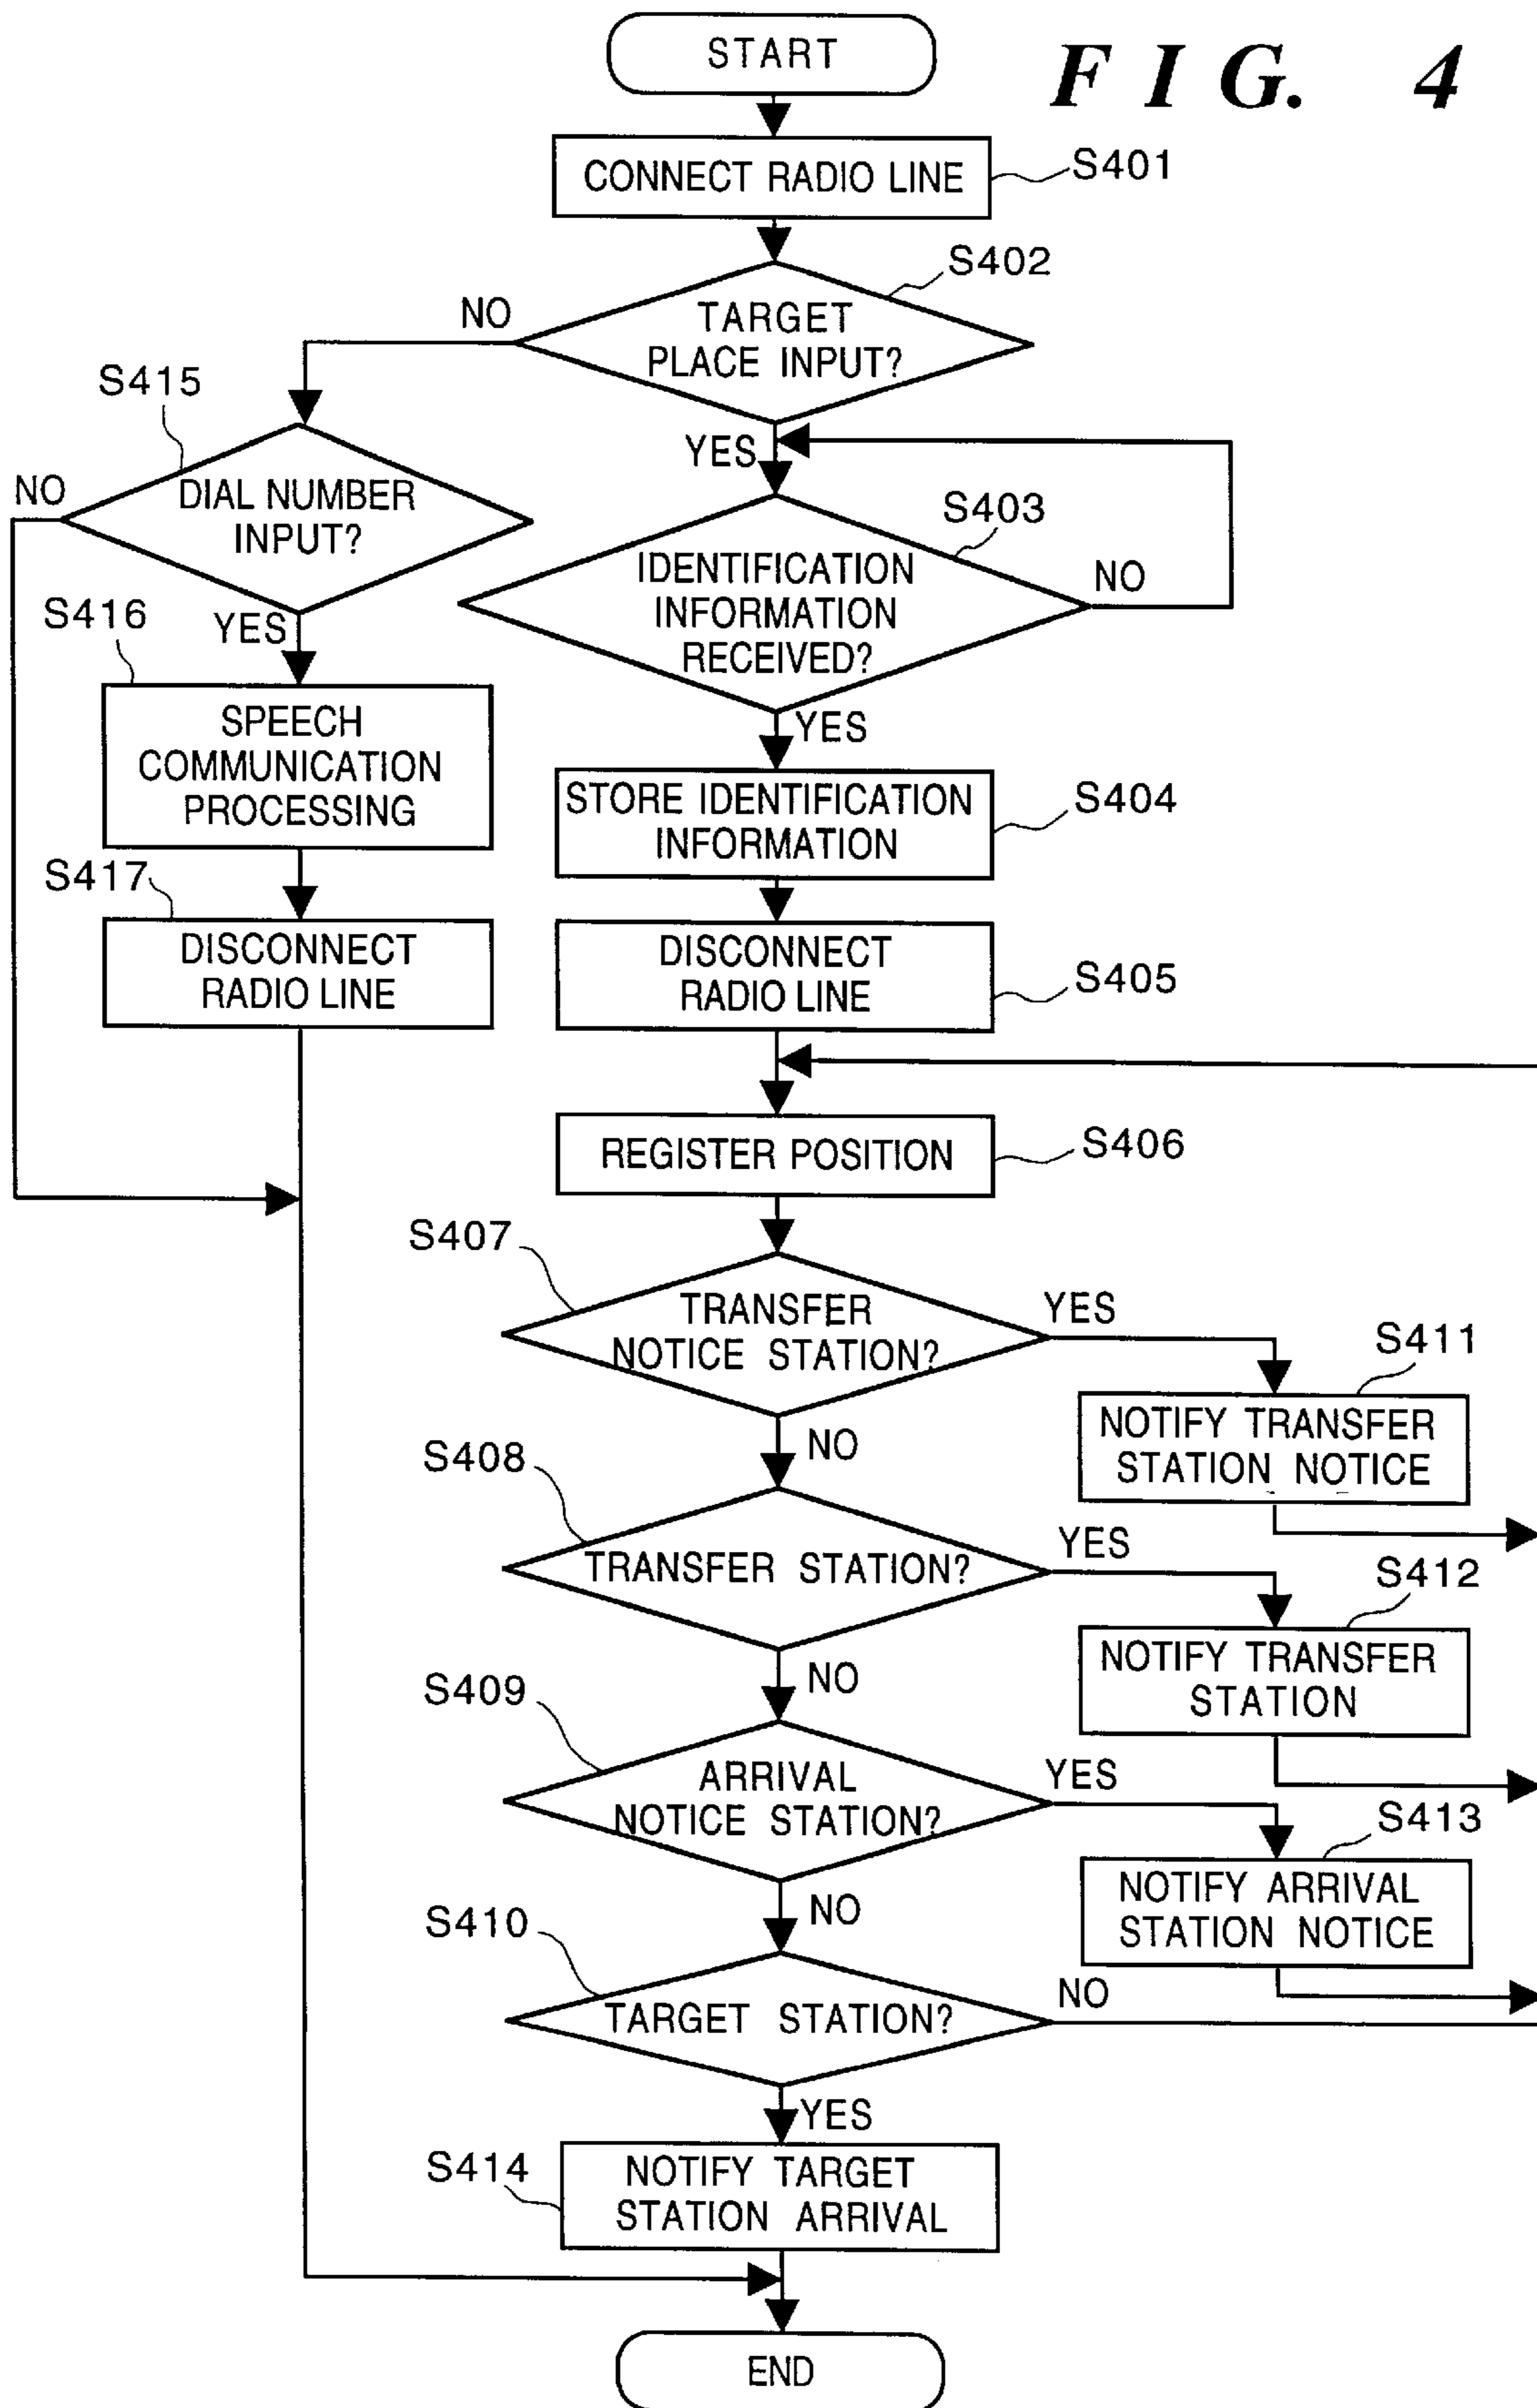 START
FIG. 4
CONNECT RADIO LINE
S401
S402
TARGET
PLACE INPUT?
NO
YES
S415
DIAL NUMBER
INPUT?
NO
YES
S403
IDENTIFICATION
INFORMATION
RECEIVED?
NO
YES
S416
SPEECH
COMMUNICATION
PROCESSING
S404
STORE IDENTIFICATION
INFORMATION
S417
DISCONNECT
RADIO LINE
DISCONNECT
RADIO LINE
S405
REGISTER POSITION
S406
S407
TRANSFER
NOTICE STATION?
YES
NO
S411
NOTIFY TRANSFER
STATION NOTICE
S408
TRANSFER STATION?
YES
NO
S412
NOTIFY TRANSFER
STATION
S409
ARRIVAL
NOTICE STATION?
YES
NO
S413
NOTIFY ARRIVAL
STATION NOTICE
S410
TARGET STATION?
NO
YES
S414
NOTIFY TARGET
STATION ARRIVAL
END